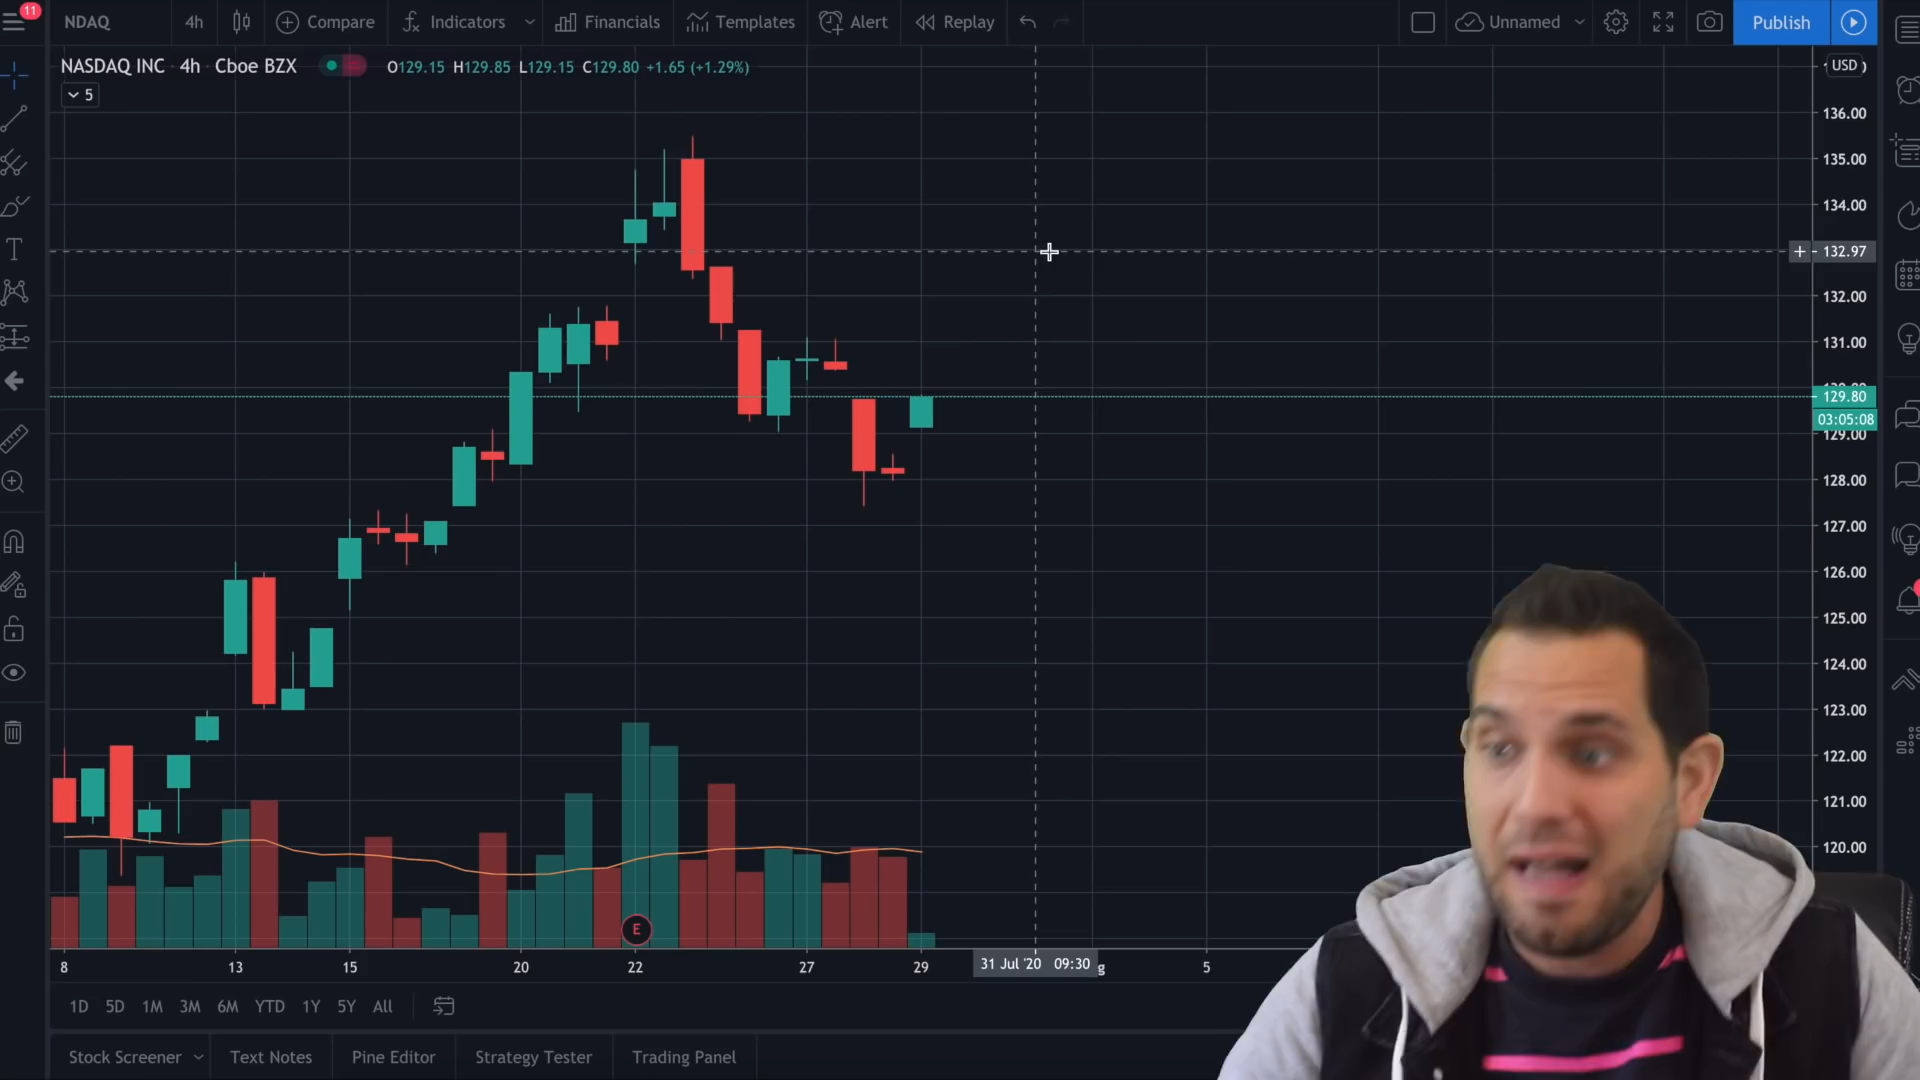 11
NDAQ 4h Compare Indicators Financials Templates Alert Replay Unnamed Publish
NASDAQ INC 4h Cboe BZX O129.15 H129.85 L129.15 C129.80 +1.65 (+1.29%)
USD
5
136.00
135.00
134.00
+ 132.97
132.00
131.00
129.80
03:05:08
129.00
128.00
127.00
126.00
125.00
124.00
123.00
122.00
121.00
120.00
E
8 13 15 20 22 27 29 31 Jul '20 09:30 g 5
1D 5D 1M 3M 6M YTD 1Y 5Y All
Stock Screener Text Notes Pine Editor Strategy Tester Trading Panel